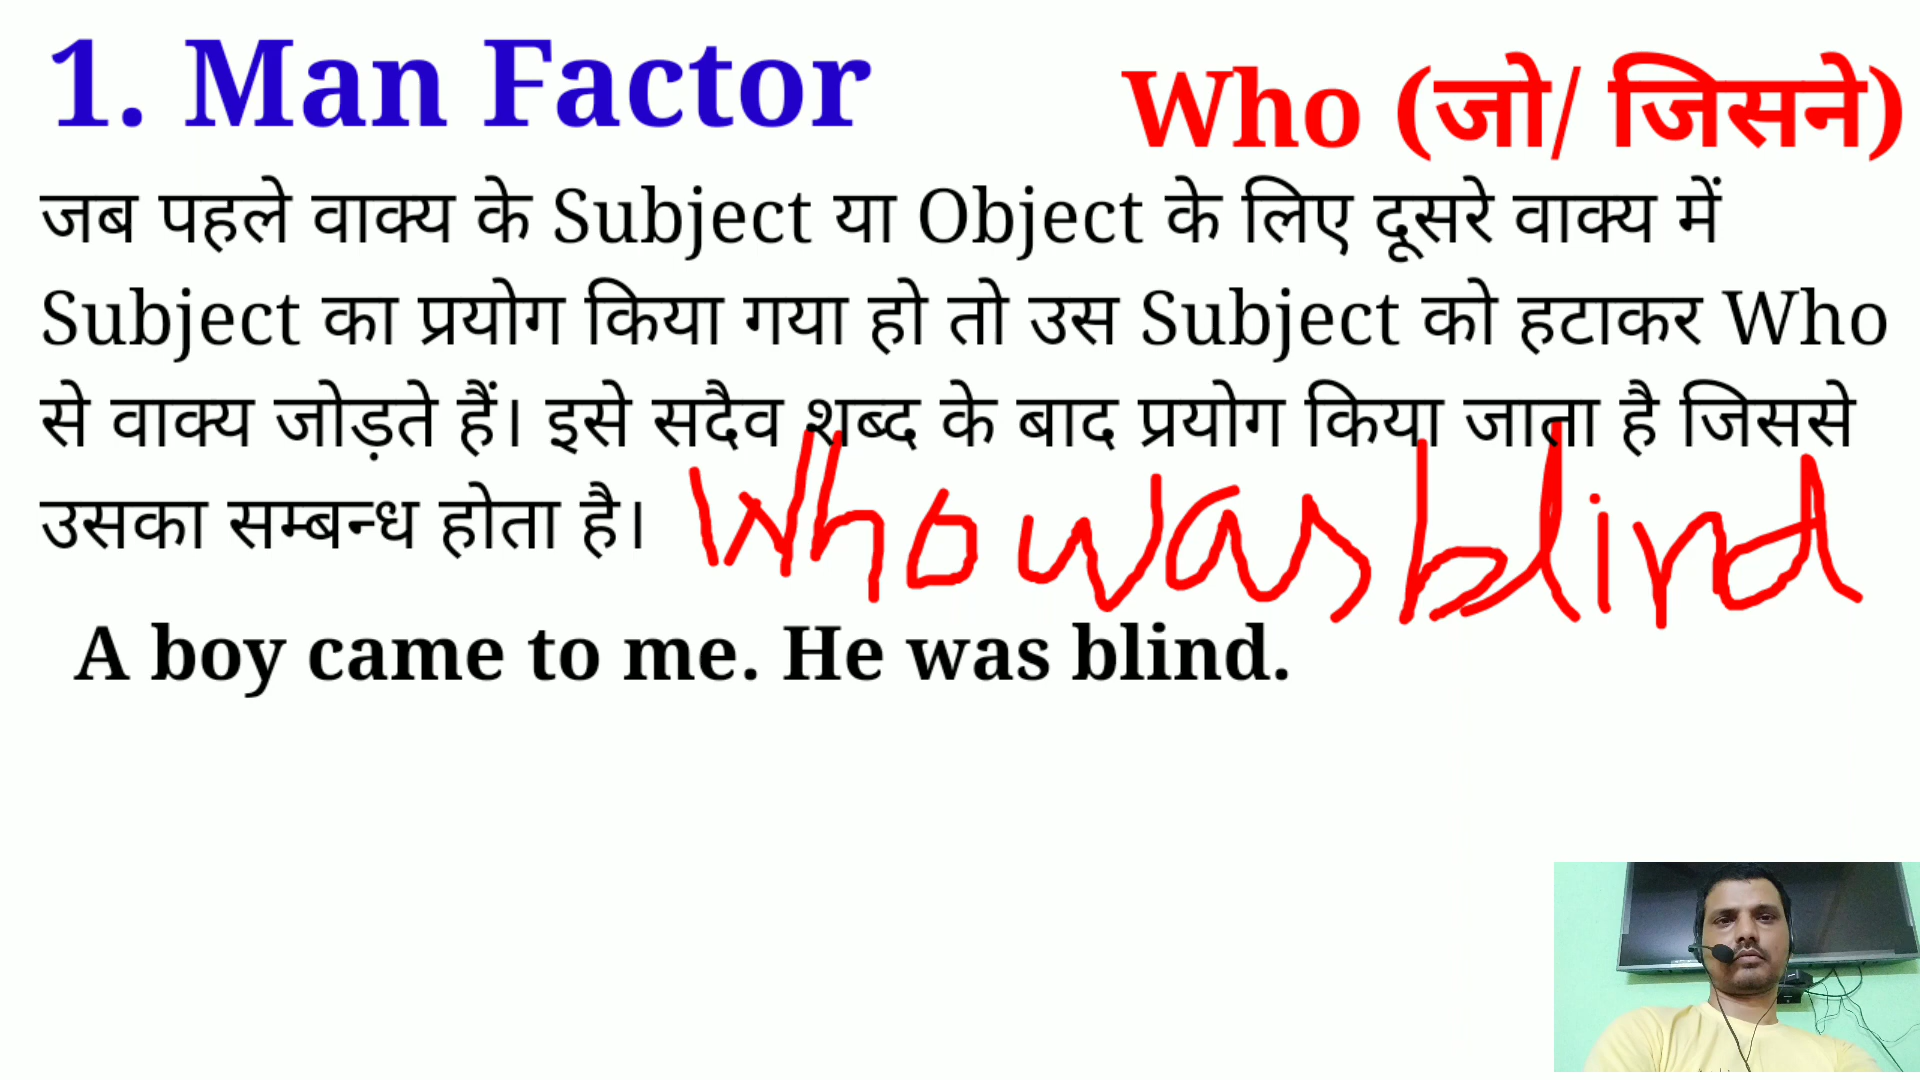 1. Man Factor
Who (जो/ जिसने)
जब पहले वाक्य के Subject या Object के लिए दूसरे वाक्य में
Subject का प्रयोग किया गया हो तो उस Subject को हटाकर Who
से वाक्य जोड़ते हैं। इसे सदैव शब्द के बाद प्रयोग किया जाता है जिससे
उसका सम्बन्ध होता है।
who was blind
A boy came to me. He was blind.